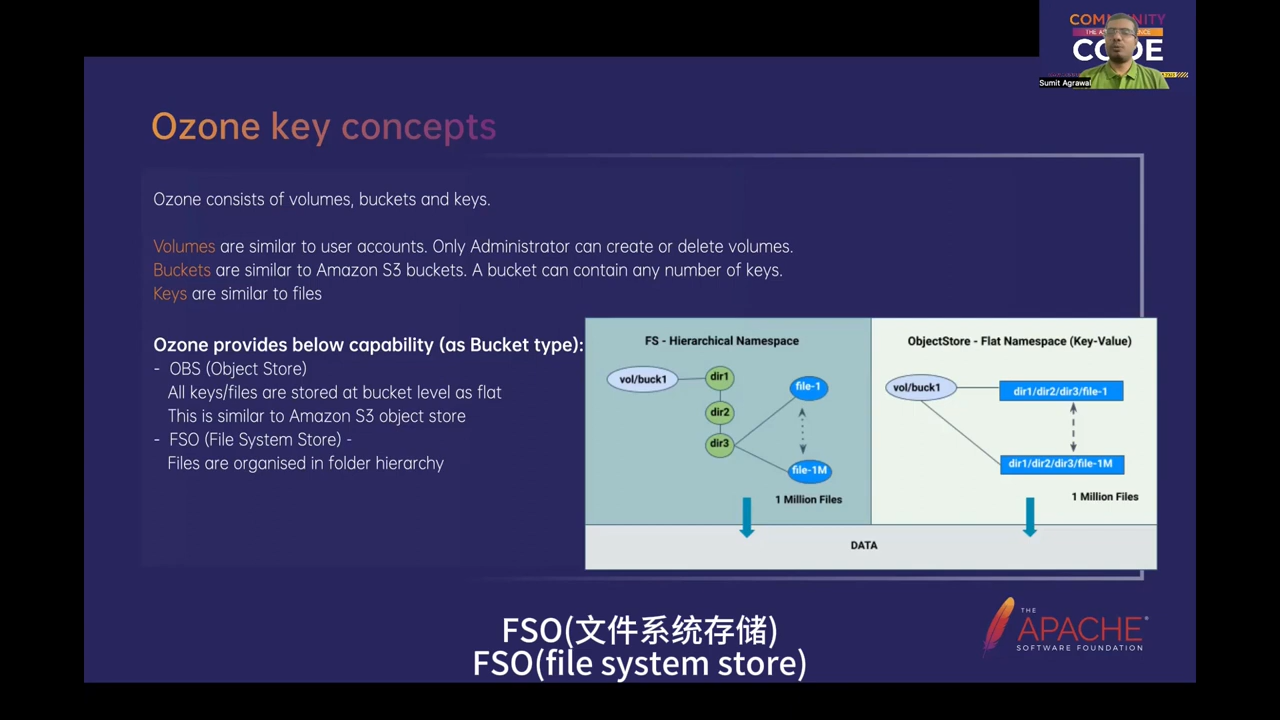 COMMUNITY
CODE
Sumit Agrawal
Ozone key concepts
Ozone consists of volumes, buckets and keys.
Volumes are similar to user accounts. Only Administrator can create or delete volumes.
Buckets are similar to Amazon S3 buckets. A bucket can contain any number of keys.
Keys are similar to files
Ozone provides below capability (as Bucket type):
- OBS (Object Store)
All keys/files are stored at bucket level as flat
This is similar to Amazon S3 object store
- FSO (File System Store) -
Files are organised in folder hierarchy
FS - Hierarchical Namespace
vol/buck1
dir1
dir2
dir3
file-1
file-1M
1 Million Files
ObjectStore - Flat Namespace (Key-Value)
vol/buck1
dir1/dir2/dir3/file-1
dir1/dir2/dir3/file-1M
1 Million Files
DATA
THE
APACHE
SOFTWARE FOUNDATION
FSO(文件系统存储)
FSO(file system store)